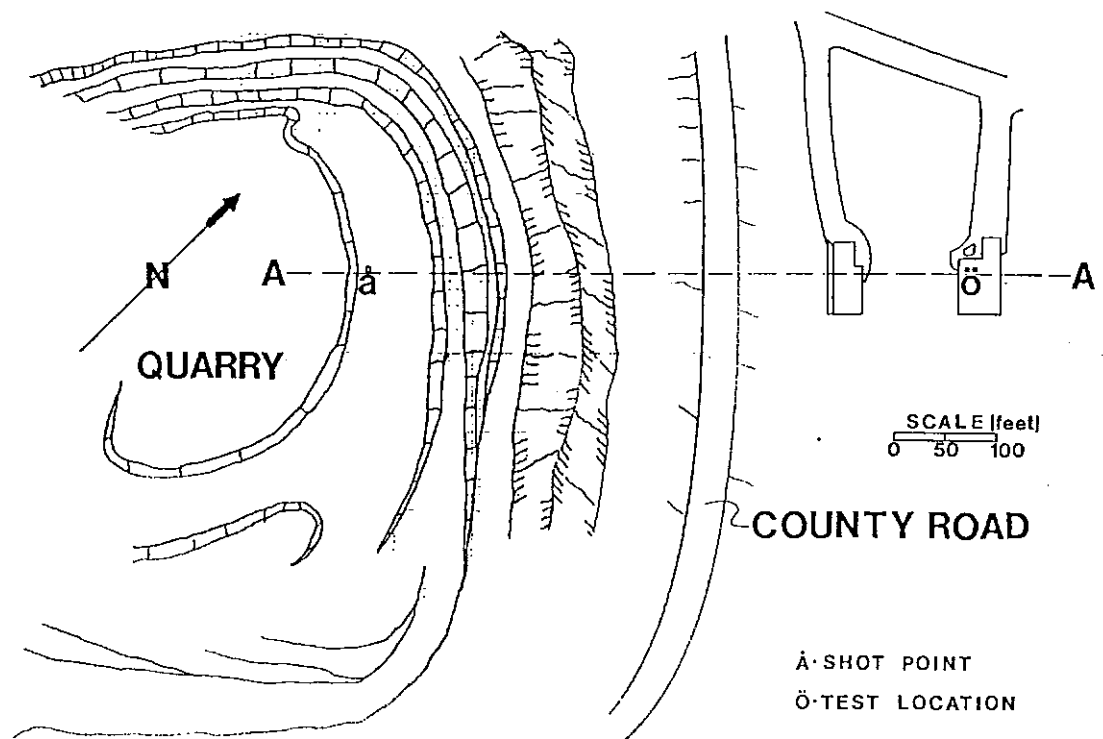 N
A
å
Ö
A
QUARRY
SCALE (feet)
0 50 100
COUNTY ROAD
Å·SHOT POINT
Ö·TEST LOCATION